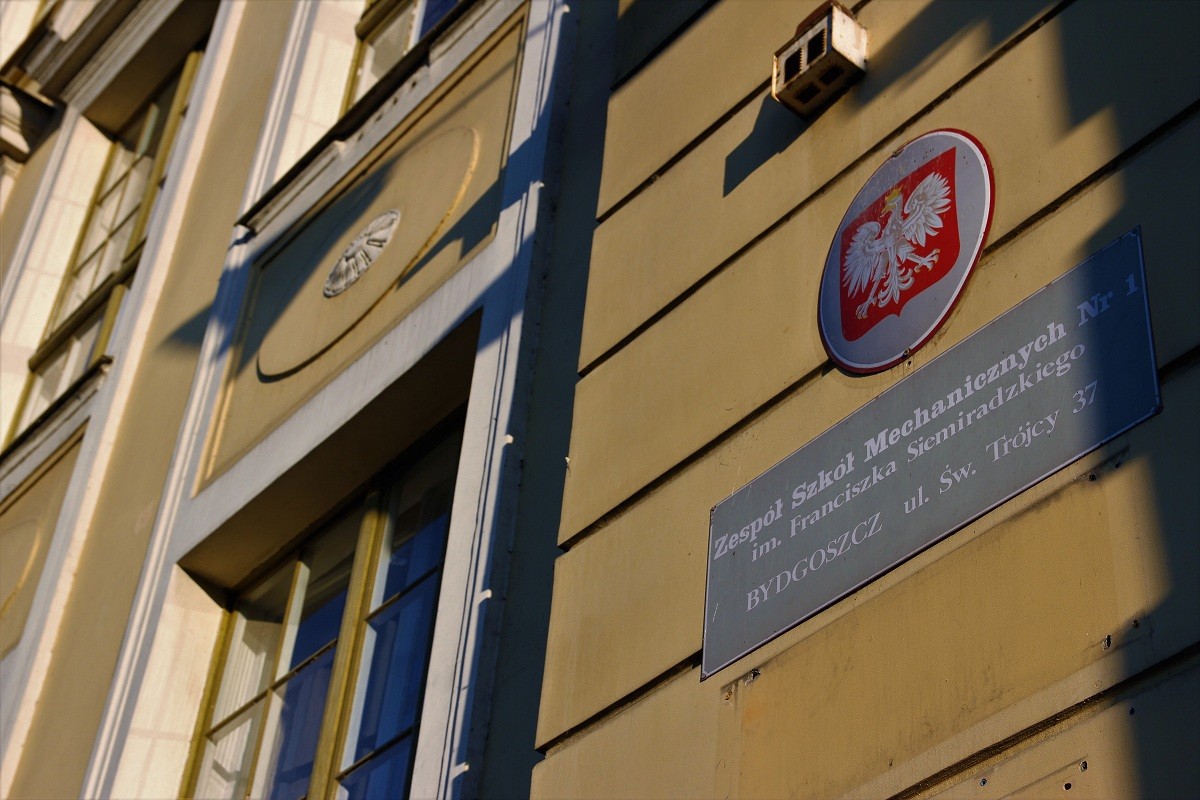 Zespół Szkół Mechanicznych Nr 1
im. Franciszka Siemiradzkiego
BYDGOSZCZ ul. Św. Trójcy 37